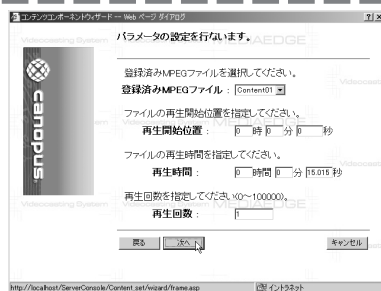 コンテンツコンポーネントウィザード -- Web ページ ダイアログ
パラメータの設定を行ないます。
登録済みMPEGファイルを選択してください。
登録済みMPEGファイル : Content01
ファイルの再生開始位置を指定してください。
再生開始位置 : 0 時 0 分 0 秒
ファイルの再生時間を指定してください。
再生時間 : 0 時間 0 分 15.015 秒
再生回数を指定してください(0～100000)。
再生回数 : 1
戻る 次へ キャンセル
canopus
Videocasting System MEDIAEDGE
http://localhost/ServerConsole/Content_set/wizard/frame.asp イントラネット